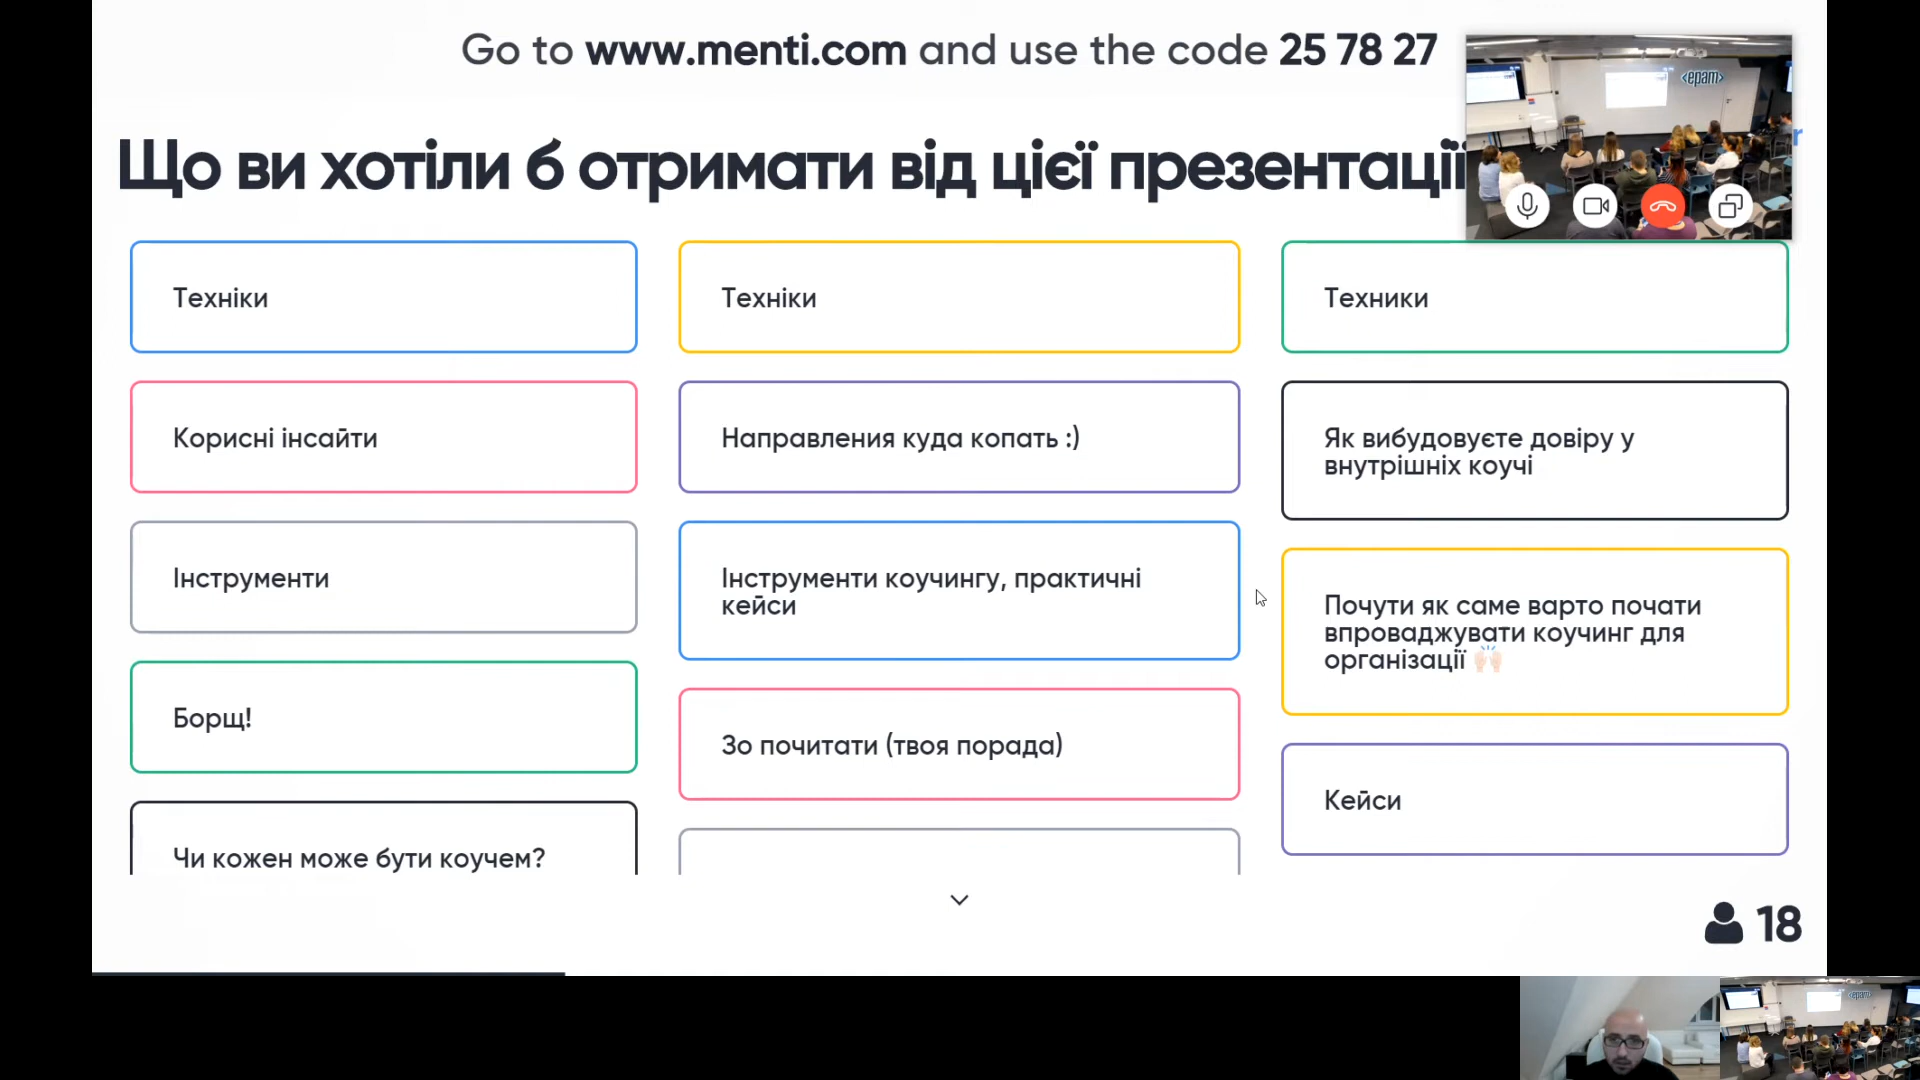 Go to www.menti.com and use the code 25 78 27
<epam>
Що ви хотіли б отримати від цієї презентації
r
Техніки
Техніки
Техники
Корисні інсайти
Направления куда копать :)
Як вибудовуєте довіру у
внутрішніх коучі
Інструменти
Інструменти коучингу, практичні
кейси
Почути як саме варто почати
впроваджувати коучинг для
організації 🙌🏻
Борщ!
Зо почитати (твоя порада)
Кейси
Чи кожен може бути коучем?
18
<epam>